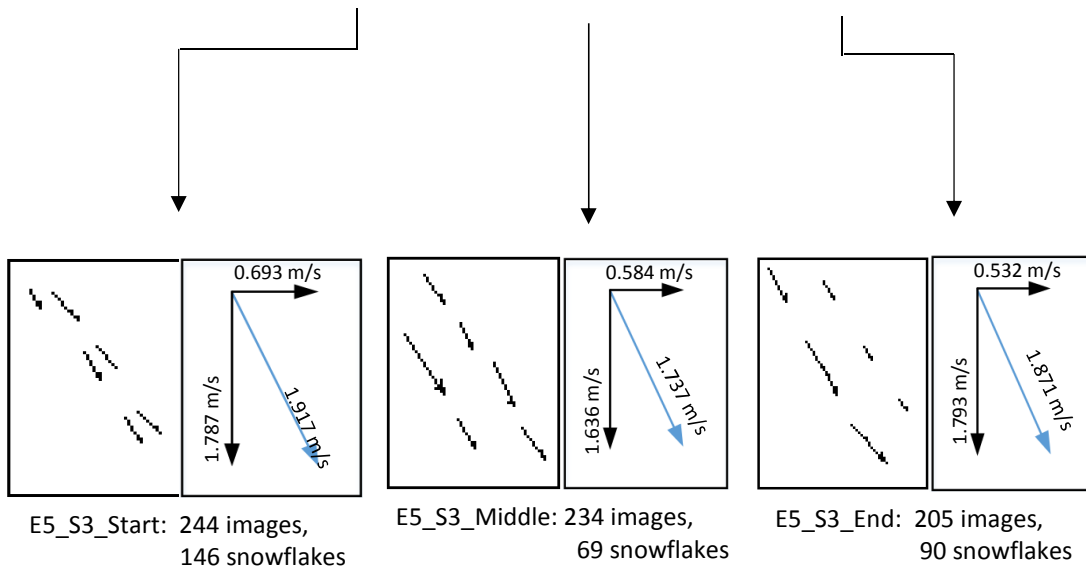 0.693 m/s
1.787 m/s
1.917 m/s
E5_S3_Start: 244 images,
146 snowflakes
0.584 m/s
1.636 m/s
1.737 m/s
E5_S3_Middle: 234 images,
69 snowflakes
0.532 m/s
1.793 m/s
1.871 m/s
E5_S3_End: 205 images,
90 snowflakes